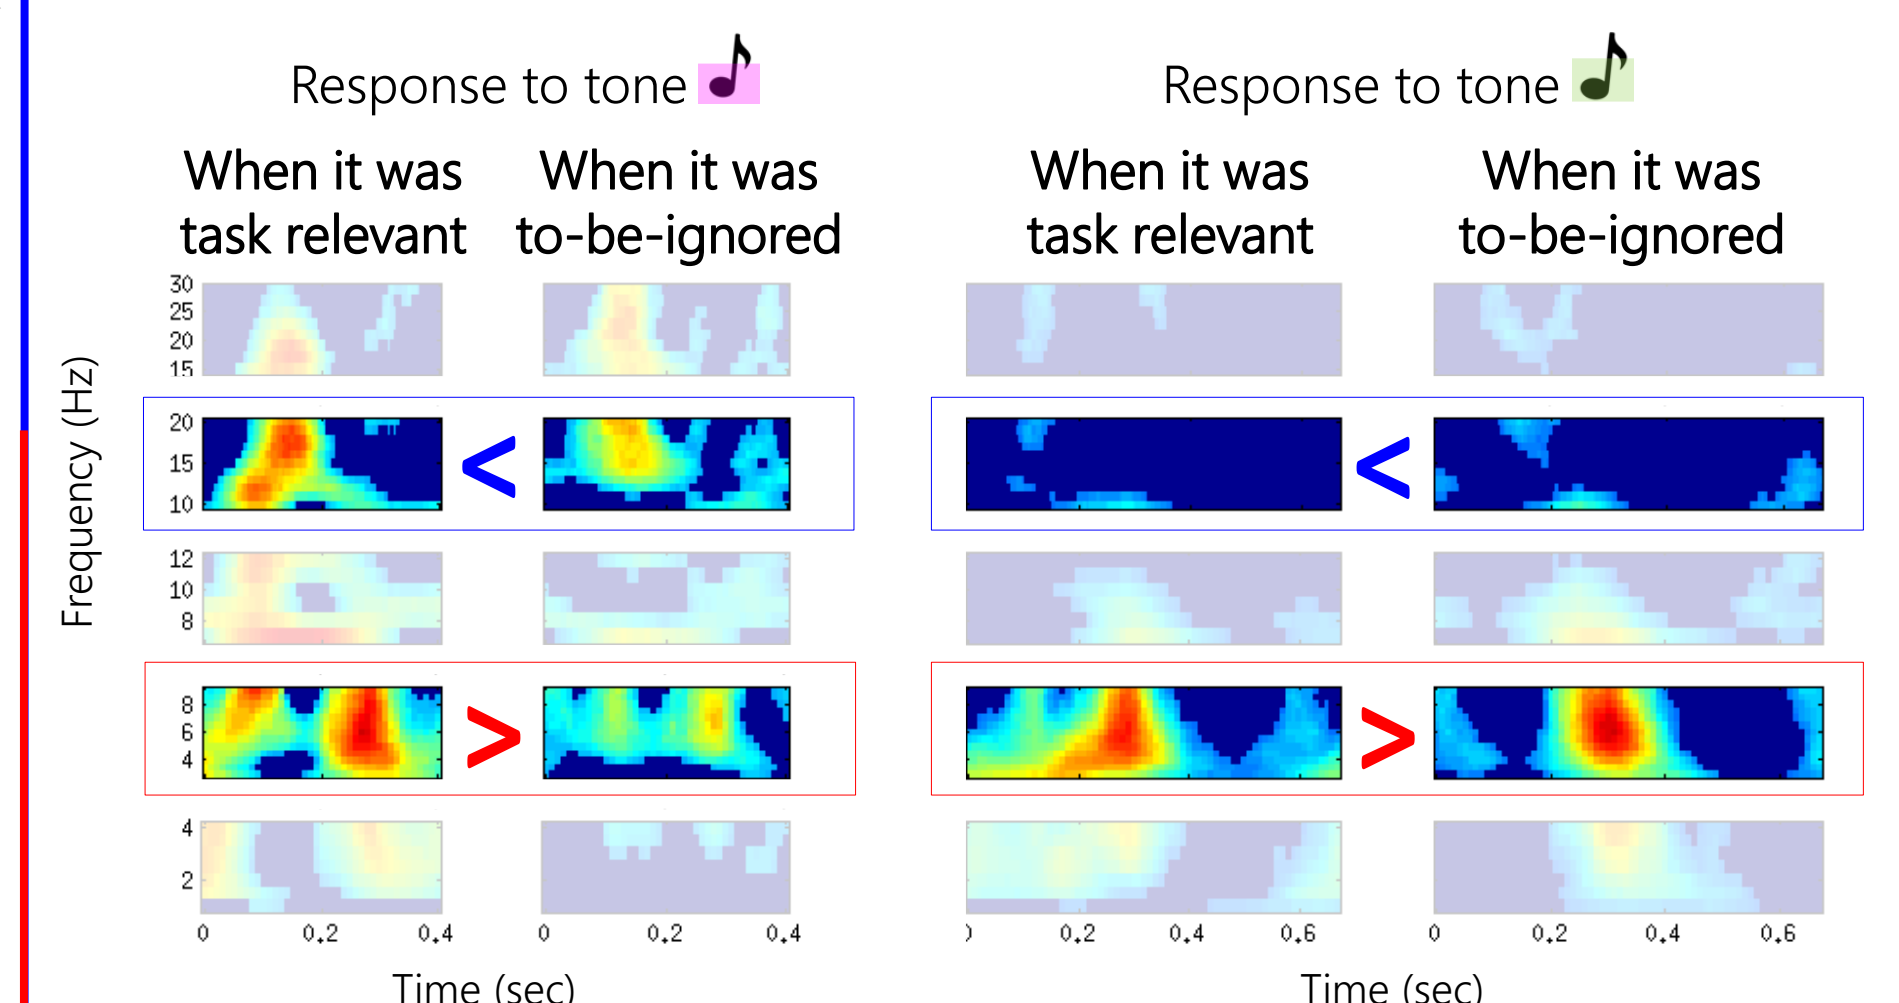 Response to tone
Response to tone
When it was
task relevant
When it was
to-be-ignored
When it was
task relevant
When it was
to-be-ignored
Frequency (Hz)
30
25
20
15
20
<
<
15
10
12
10
8
8
>
>
6
4
4
2
0 0.2 0.4
0 0.2 0.4
0.2 0.4 0.6
0 0.2 0.4 0.6
Time (sec)
Time (sec)